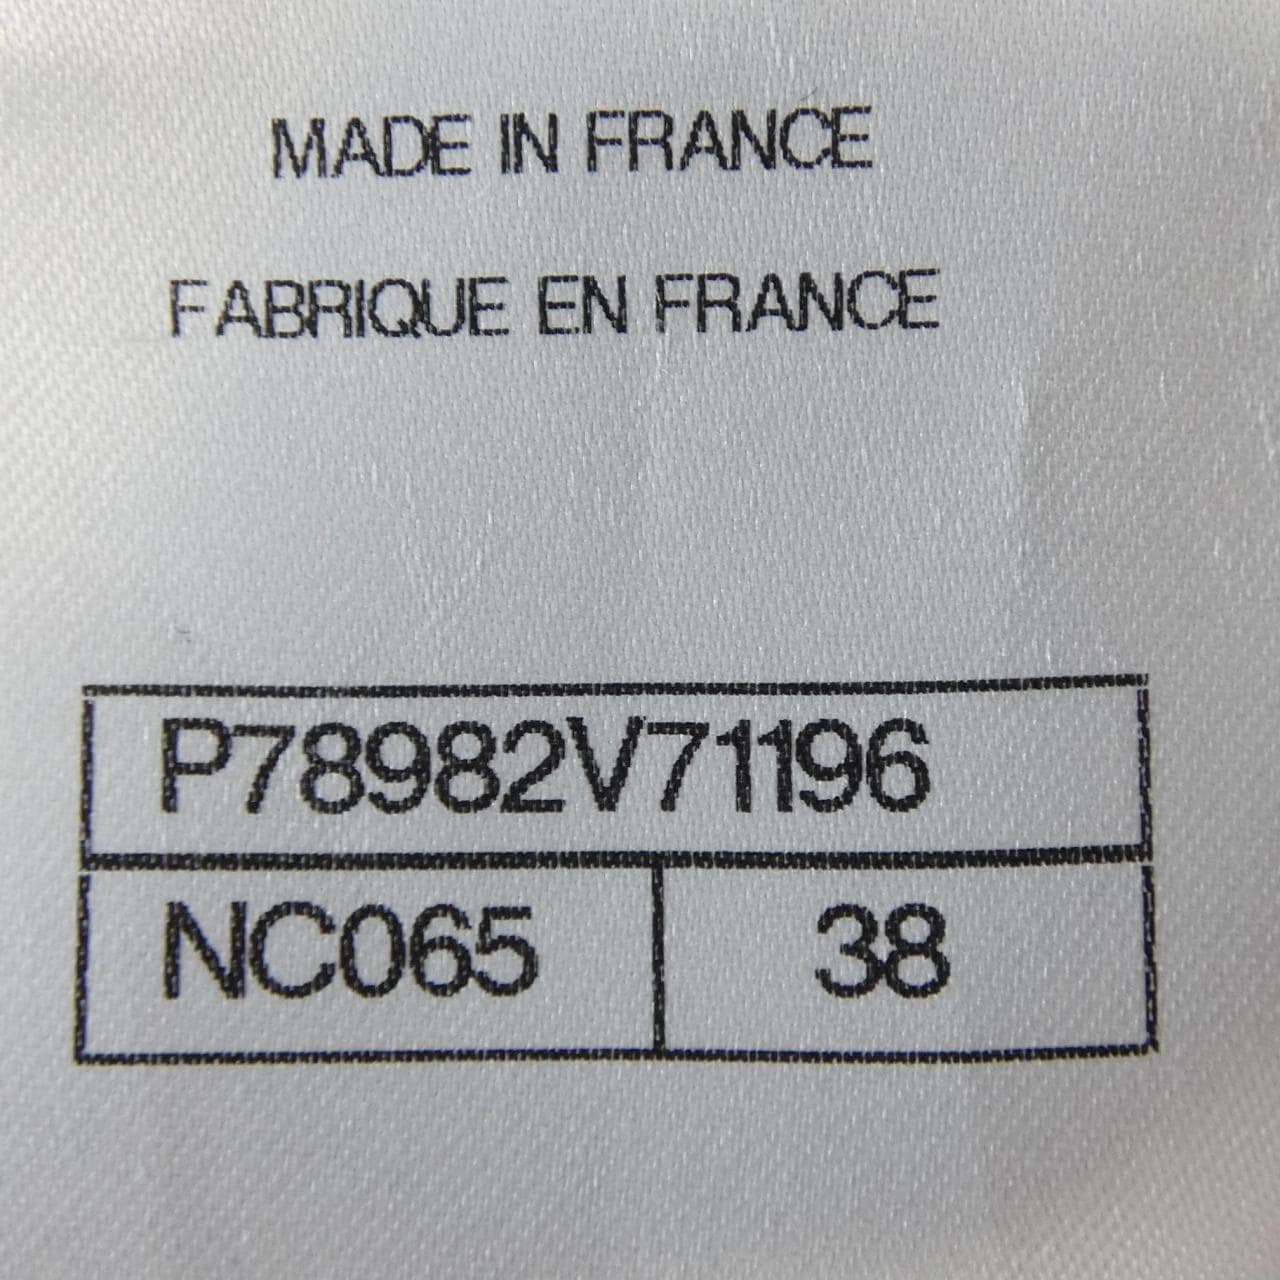 MADE IN FRANCE
FABRIQUE EN FRANCE
P78982V71196
NC065 38